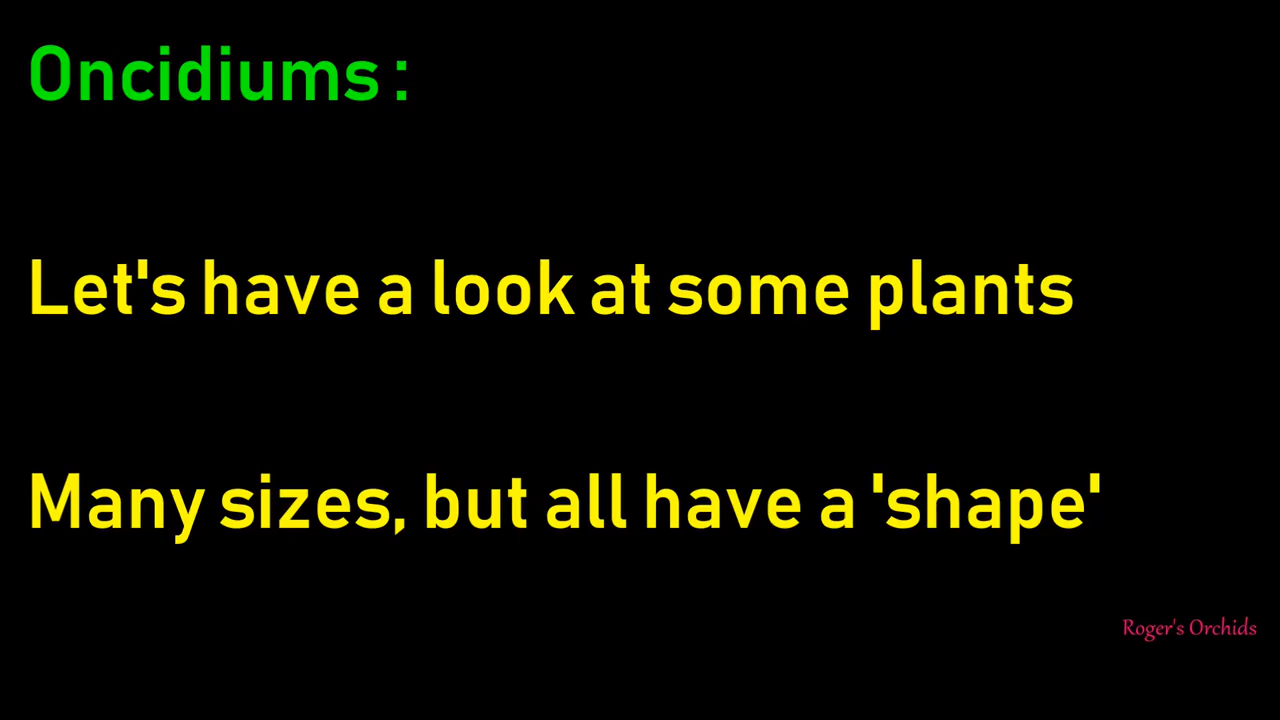 Oncidiums :
Let's have a look at some plants
Many sizes, but all have a 'shape'
Roger's Orchids